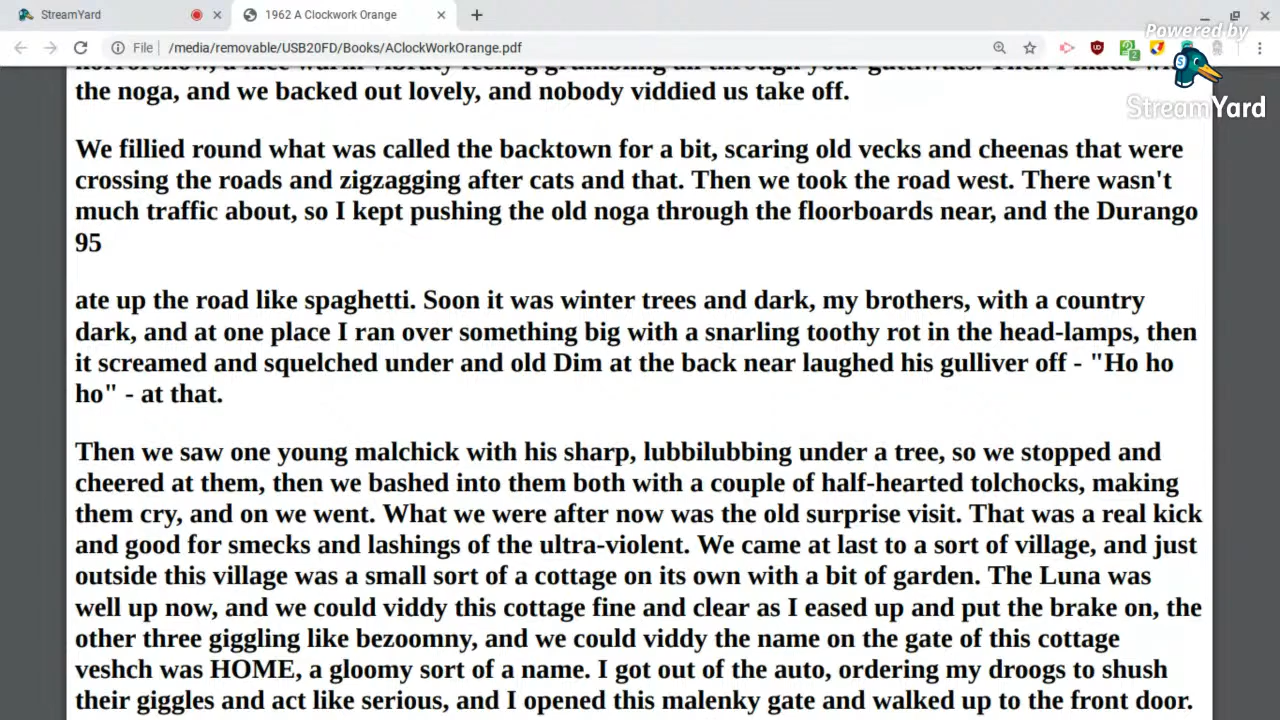 StreamYard
1962 A Clockwork Orange
Powered by
File
/media/removable/USB20FD/Books/AClockWorkOrange.pdf
StreamYard
the noga, and we backed out lovely, and nobody viddied us take off.
We fillied round what was called the backtown for a bit, scaring old vecks and cheenas that were
crossing the roads and zigzagging after cats and that. Then we took the road west. There wasn't
much traffic about, so I kept pushing the old noga through the floorboards near, and the Durango
95
ate up the road like spaghetti. Soon it was winter trees and dark, my brothers, with a country
dark, and at one place I ran over something big with a snarling toothy rot in the head-lamps, then
it screamed and squelched under and old Dim at the back near laughed his gulliver off - "Ho ho
ho" - at that.
Then we saw one young malchick with his sharp, lubbilubbing under a tree, so we stopped and
cheered at them, then we bashed into them both with a couple of half-hearted tolchocks, making
them cry, and on we went. What we were after now was the old surprise visit. That was a real kick
and good for smecks and lashings of the ultra-violent. We came at last to a sort of village, and just
outside this village was a small sort of a cottage on its own with a bit of garden. The Luna was
well up now, and we could viddy this cottage fine and clear as I eased up and put the brake on, the
other three giggling like bezoomny, and we could viddy the name on the gate of this cottage
veshch was HOME, a gloomy sort of a name. I got out of the auto, ordering my droogs to shush
their giggles and act like serious, and I opened this malenky gate and walked up to the front door.